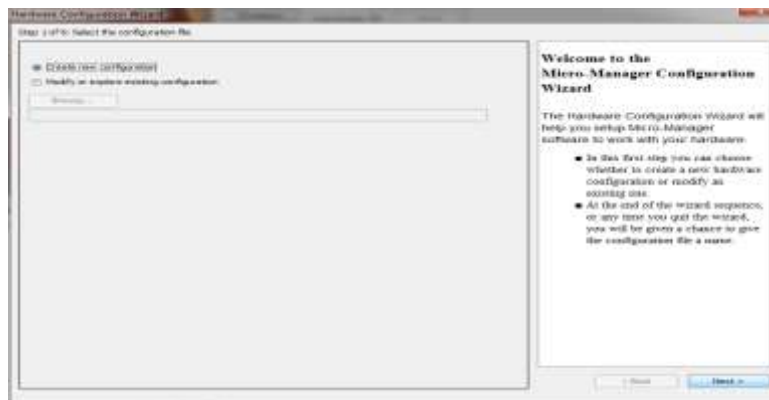 Hardware Configuration Wizard
Step 1 of 6: Select the configuration file
Create new configuration
Modify or explore existing configuration
Browse...
Welcome to the
Micro-Manager Configuration
Wizard
The Hardware Configuration Wizard will
help you setup Micro-Manager
software to work with your hardware.
In this first step you can choose
whether to create a new hardware
configuration or modify an
existing one.
At the end of the wizard sequence,
or any time you quit the wizard,
you will be given a chance to give
the configuration file a name.
< Back
Next >